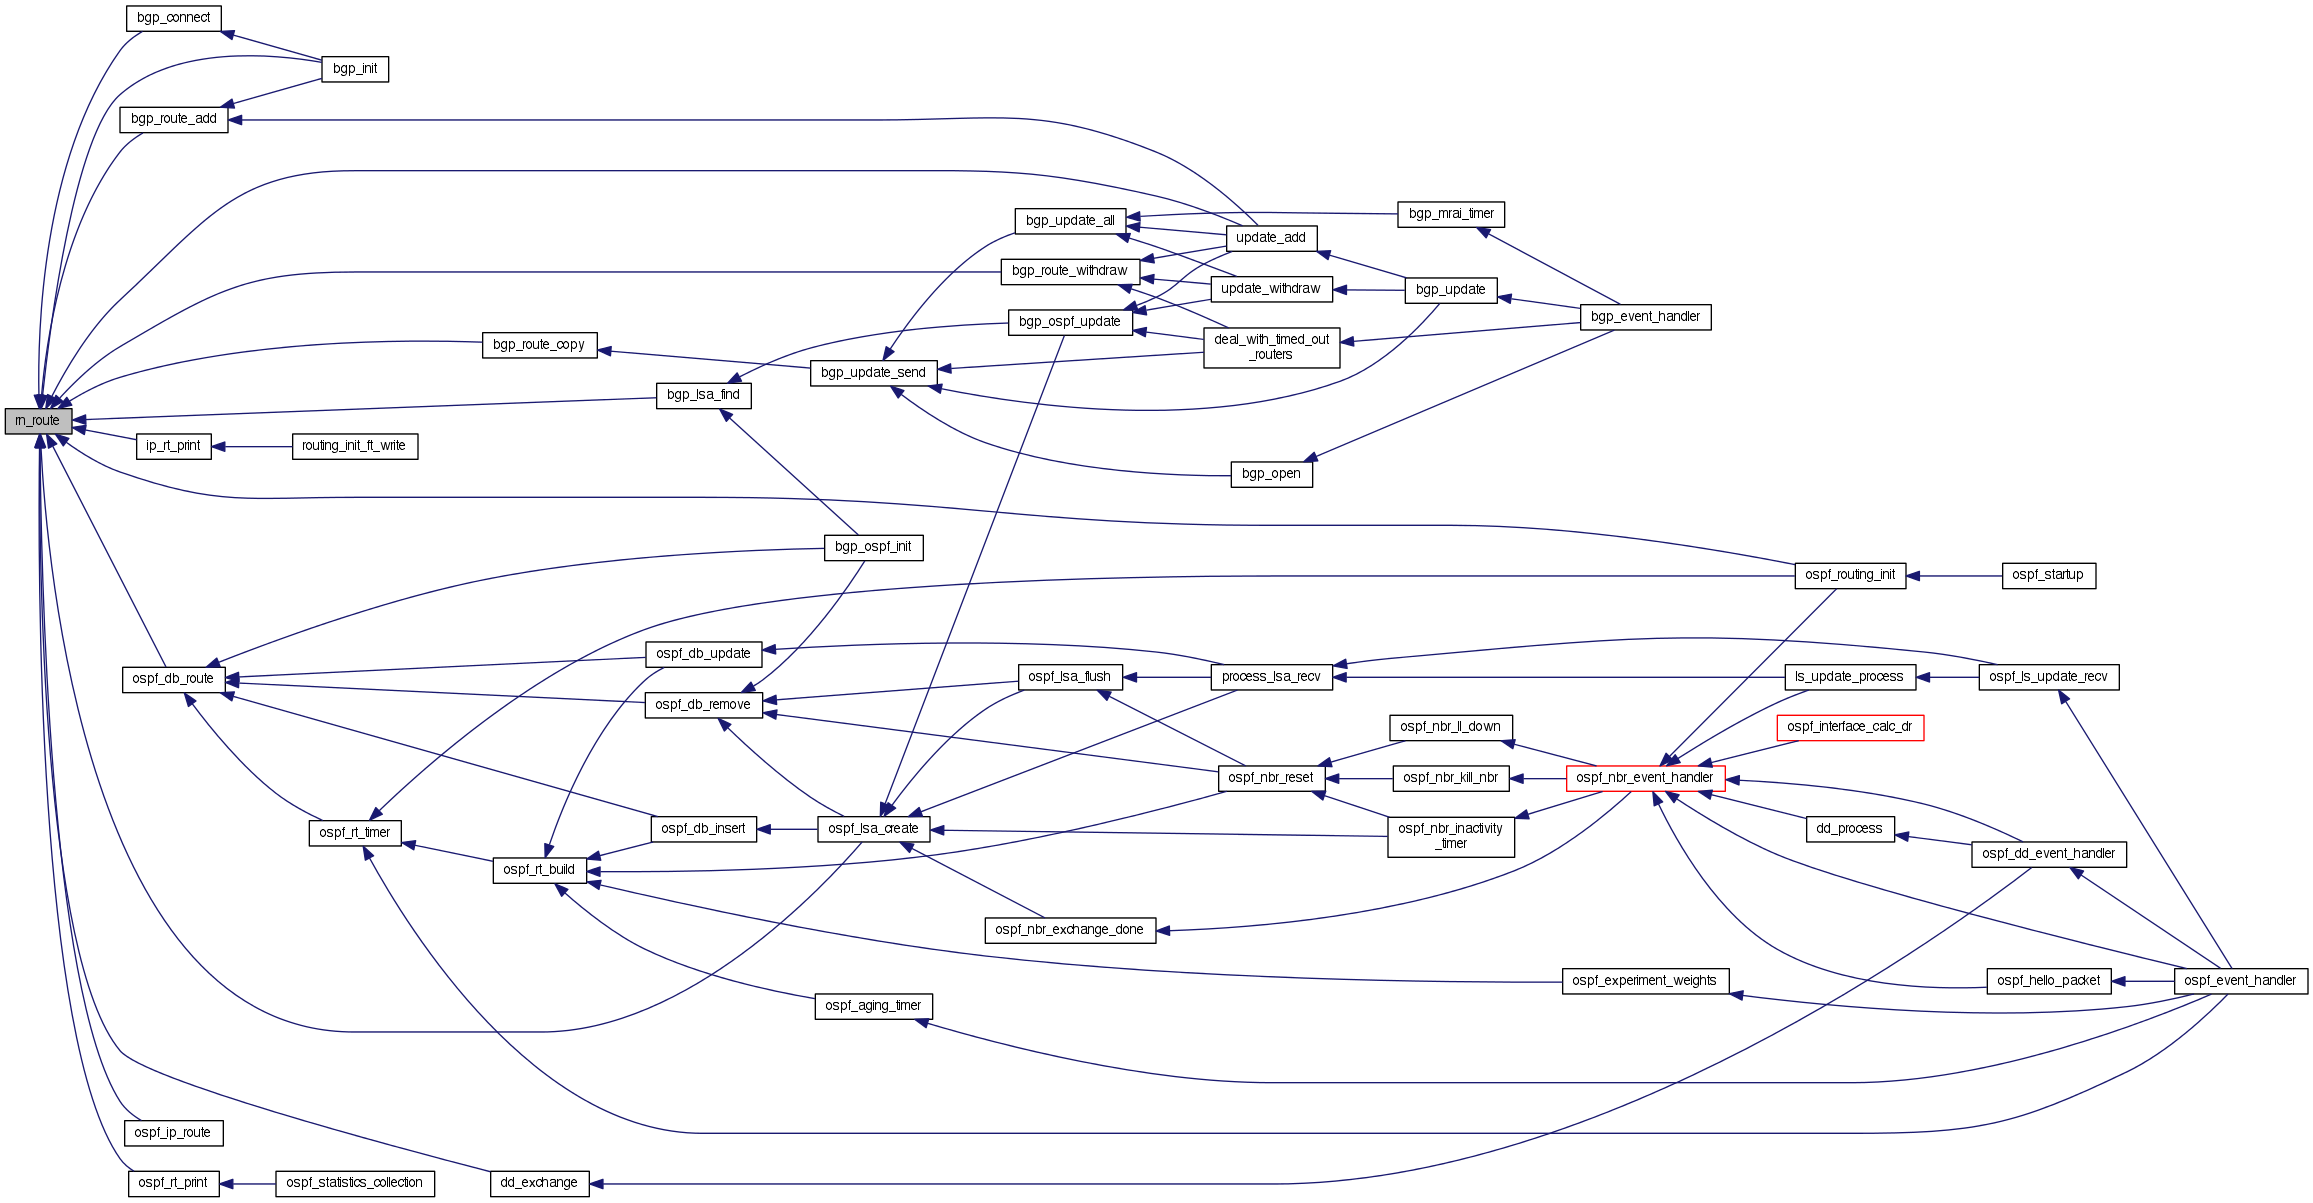 bgp_connect
bgp_init
bgp_route_add
bgp_update_all
bgp_mrai_timer
update_add
bgp_route_withdraw
update_withdraw
bgp_update
bgp_ospf_update
bgp_event_handler
bgp_route_copy
deal_with_timed_out
_routers
bgp_update_send
bgp_lsa_find
rn_route
ip_rt_print
routing_init_ft_write
bgp_open
bgp_ospf_init
ospf_routing_init
ospf_startup
ospf_db_update
ospf_db_route
ospf_lsa_flush
process_lsa_recv
ls_update_process
ospf_ls_update_recv
ospf_db_remove
ospf_nbr_ll_down
ospf_interface_calc_dr
ospf_nbr_reset
ospf_nbr_kill_nbr
ospf_nbr_event_handler
ospf_rt_timer
ospf_db_insert
ospf_lsa_create
ospf_nbr_inactivity
_timer
dd_process
ospf_dd_event_handler
ospf_rt_build
ospf_nbr_exchange_done
ospf_experiment_weights
ospf_hello_packet
ospf_event_handler
ospf_aging_timer
ospf_ip_route
ospf_rt_print
ospf_statistics_collection
dd_exchange